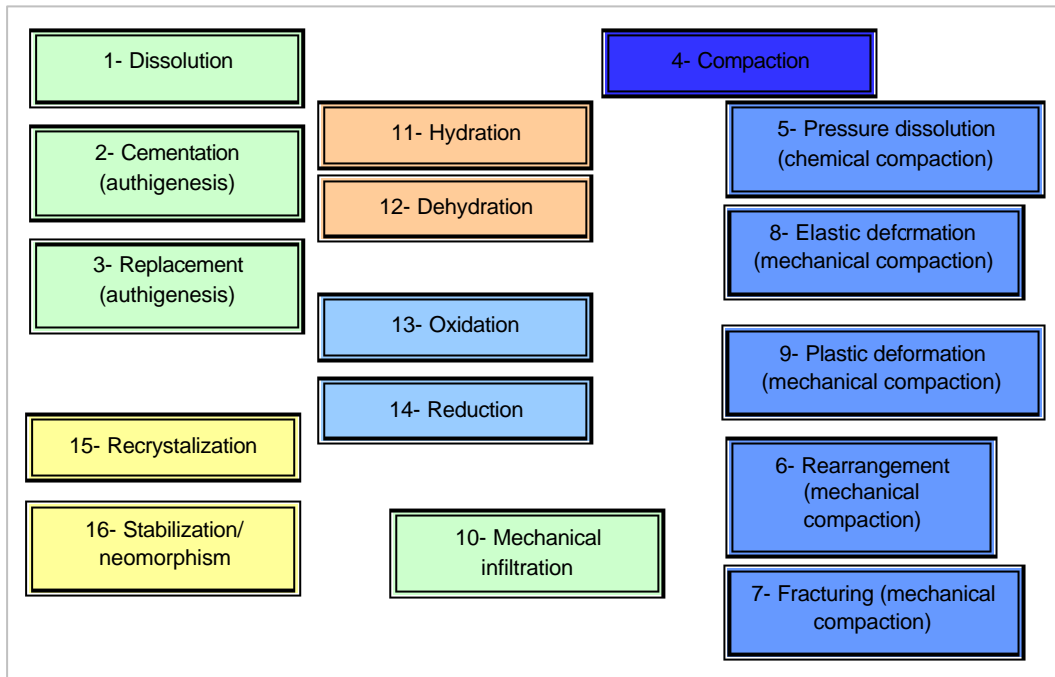 1- Dissolution
4- Compaction
11- Hydration
5- Pressure dissolution
(chemical compaction)
2- Cementation
(authigenesis)
12- Dehydration
8- Elastic deformation
(mechanical compaction)
3- Replacement
(authigenesis)
13- Oxidation
9- Plastic deformation
(mechanical compaction)
14- Reduction
15- Recrystalization
6- Rearrangement
(mechanical
compaction)
16- Stabilization/
neomorphism
10- Mechanical
infiltration
7- Fracturing (mechanical
compaction)